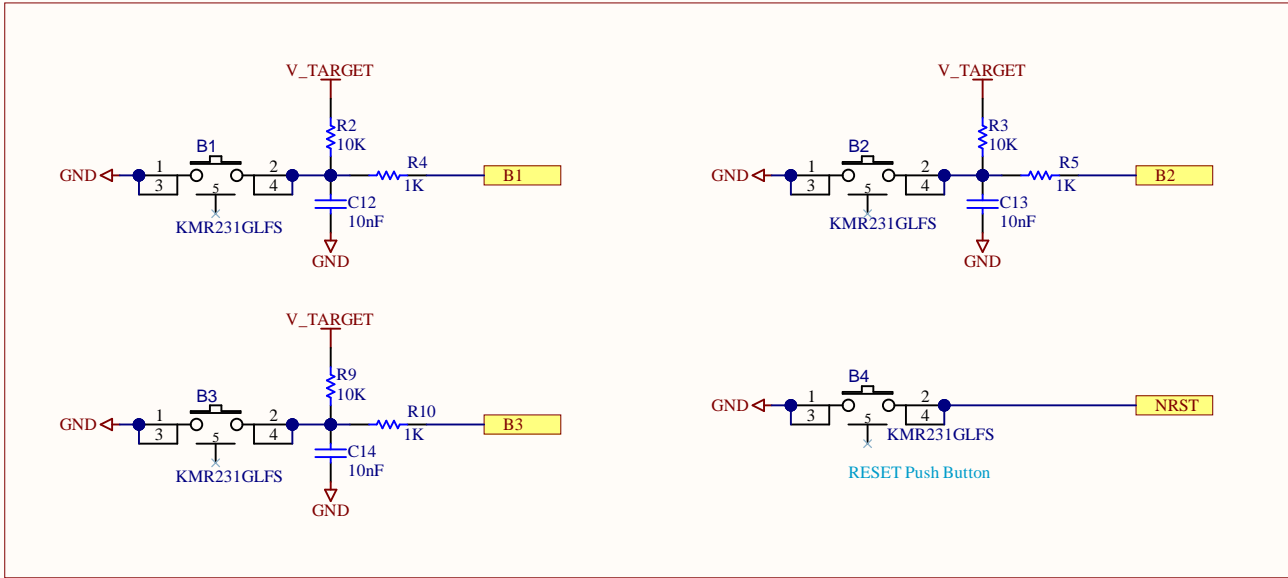 V_TARGET
R2
10K
B1
1
2
3
4
5
GND
R4
1K
B1
C12
10nF
KMR231GLFS
GND
V_TARGET
R3
10K
B2
1
2
3
4
5
GND
R5
1K
B2
C13
10nF
KMR231GLFS
GND
V_TARGET
R9
10K
B3
1
2
3
4
5
GND
R10
1K
B3
C14
10nF
KMR231GLFS
GND
B4
1
2
3
4
5
GND
NRST
KMR231GLFS
RESET Push Button